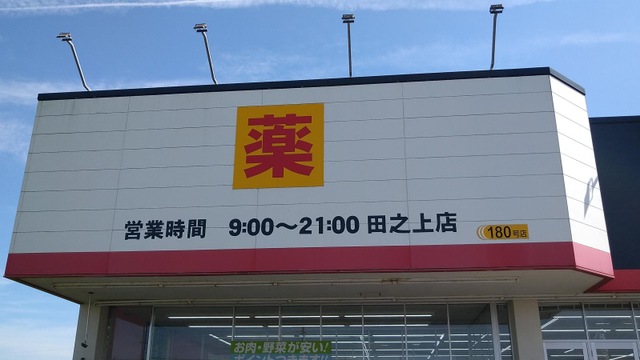 薬
営業時間 9:00～21:00 田之上店
180号店
お肉・野菜が安い!